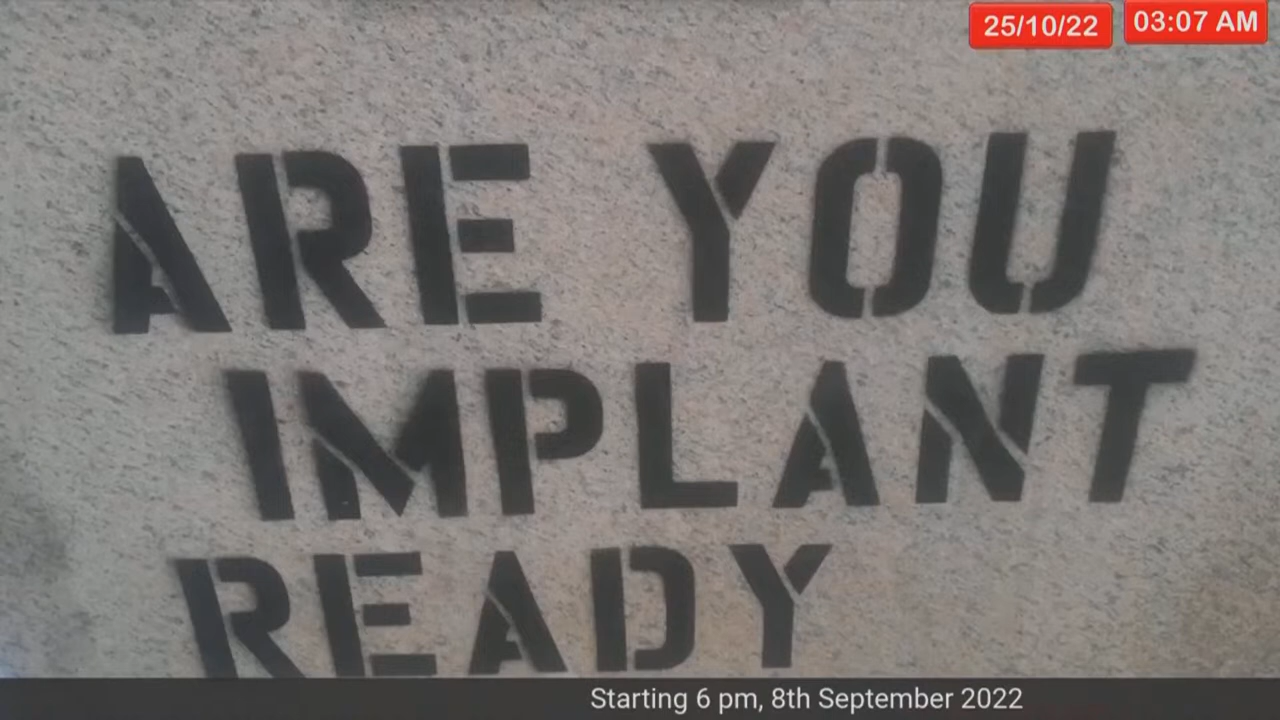 25/10/22 03:07 AM
ARE YOU
IMPLANT
READY
Starting 6 pm, 8th September 2022